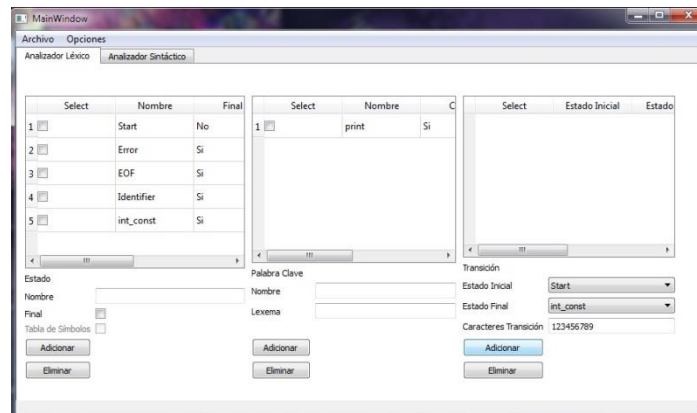 MainWindow
Archivo Opciones
Analizador Léxico Analizador Sintáctico
Select Nombre Final
1 Start No
2 Error Si
3 EOF Si
4 Identifier Si
5 int_const Si
Estado
Nombre
Final
Tabla de Símbolos
Adicionar
Eliminar
Select Nombre C
1 print Si
Palabra Clave
Nombre
Lexema
Adicionar
Eliminar
Select Estado Inicial Estado
Transición
Estado Inicial Start
Estado Final int_const
Caracteres Transición 123456789
Adicionar
Eliminar